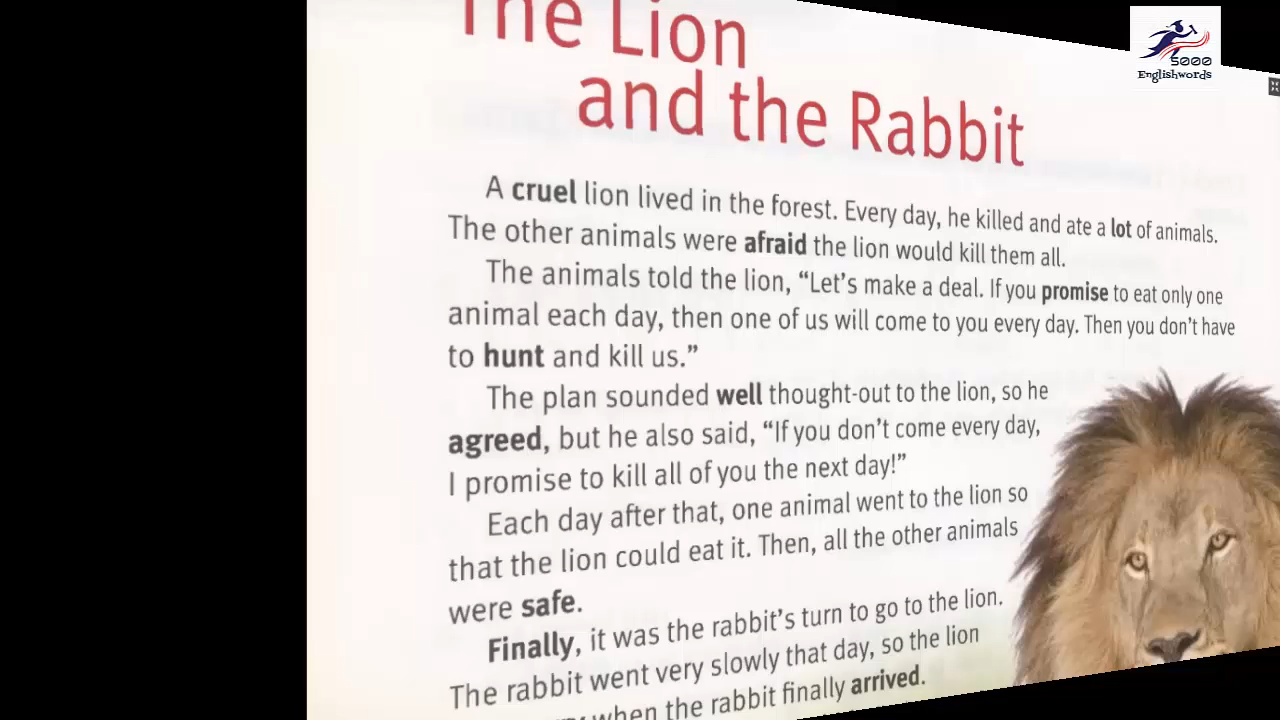 The Lion
and the Rabbit
5000
Englishwords
A cruel lion lived in the forest. Every day, he killed and ate a lot of animals.
The other animals were afraid the lion would kill them all.
The animals told the lion, “Let’s make a deal. If you promise to eat only one
animal each day, then one of us will come to you every day. Then you don’t have
to hunt and kill us.”
The plan sounded well thought-out to the lion, so he
agreed, but he also said, “If you don’t come every day,
I promise to kill all of you the next day!”
Each day after that, one animal went to the lion so
that the lion could eat it. Then, all the other animals
were safe.
Finally, it was the rabbit’s turn to go to the lion.
The rabbit went very slowly that day, so the lion
when the rabbit finally arrived.